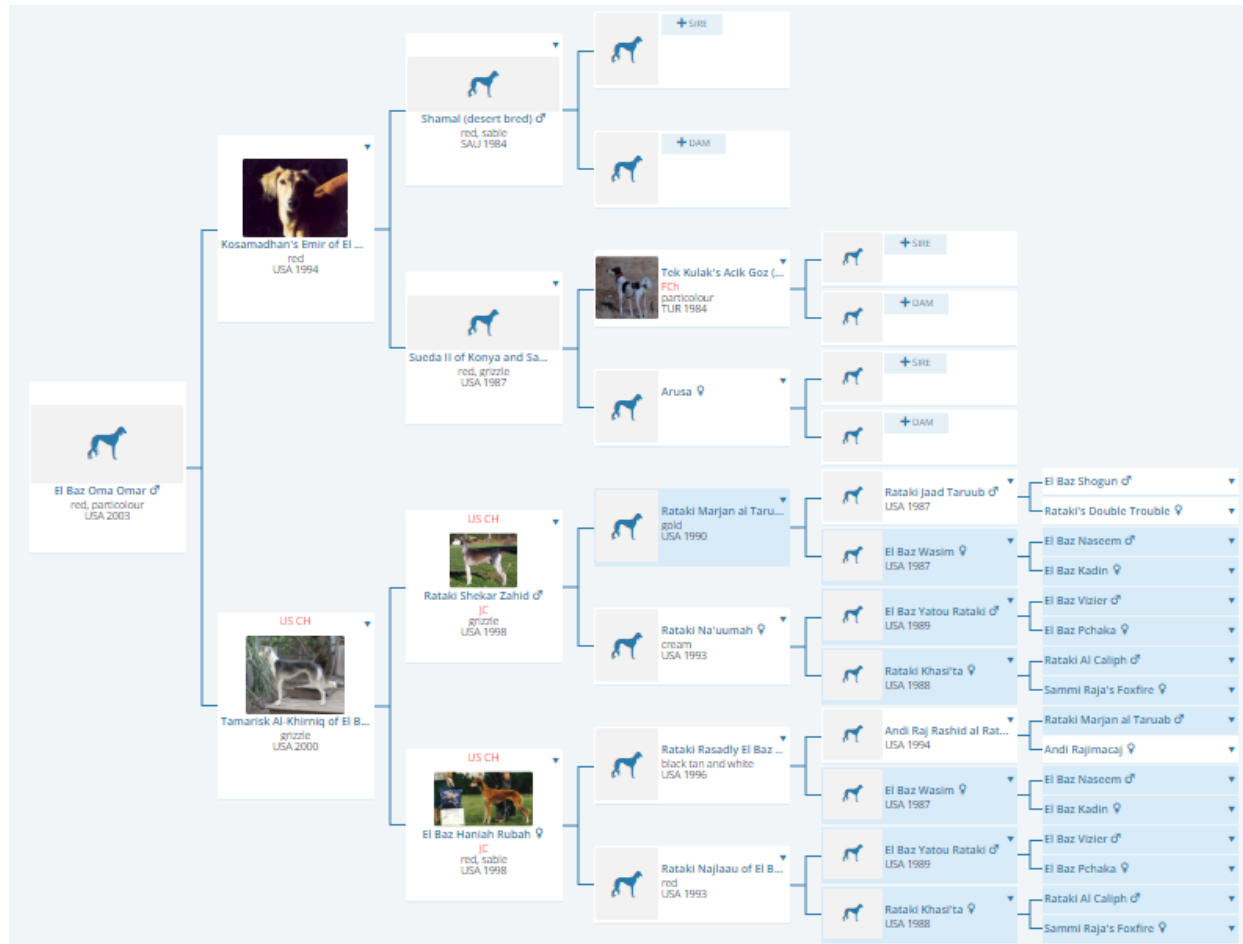 El Baz Oma Omar ♂
red, particolour
USA 2003
Kosamadhan's Emir of El ...
red
USA 1994
US CH
Tamarisk Al-Khirniq of El B...
grizzle
USA 2000
Shamal (desert bred) ♂
red, sable
SAU 1984
Sueda II of Konya and Sa...
red, grizzle
USA 1987
US CH
Rataki Shekar Zahid ♂
JC
grizzle
USA 1998
US CH
El Baz Haniah Rubah ♀
JC
red, sable
USA 1998
+ SIRE
+ DAM
Tek Kulak's Acik Goz (...
FCh
particolour
TUR 1984
Arusa ♀
Rataki Marjan al Taru...
gold
USA 1990
Rataki Na'uumah ♀
cream
USA 1993
Rataki Rasadly El Baz ...
black tan and white
USA 1996
Rataki Najlaau of El B...
red
USA 1993
+ SIRE
+ DAM
+ SIRE
+ DAM
Rataki Jaad Taruub ♂
USA 1987
El Baz Wasim ♀
USA 1987
El Baz Yatou Rataki ♂
USA 1989
Rataki Khasi'ta ♀
USA 1988
Andi Raj Rashid al Rat...
USA 1994
El Baz Wasim ♀
USA 1987
El Baz Yatou Rataki ♂
USA 1989
Rataki Khasi'ta ♀
USA 1988
El Baz Shogun ♂
Rataki's Double Trouble ♀
El Baz Naseem ♂
El Baz Kadin ♀
El Baz Vizier ♂
El Baz Pchaka ♀
Rataki Al Caliph ♂
Sammi Raja's Foxfire ♀
Rataki Marjan al Taruab ♂
Andi Rajimacaj ♀
El Baz Naseem ♂
El Baz Kadin ♀
El Baz Vizier ♂
El Baz Pchaka ♀
Rataki Al Caliph ♂
Sammi Raja's Foxfire ♀